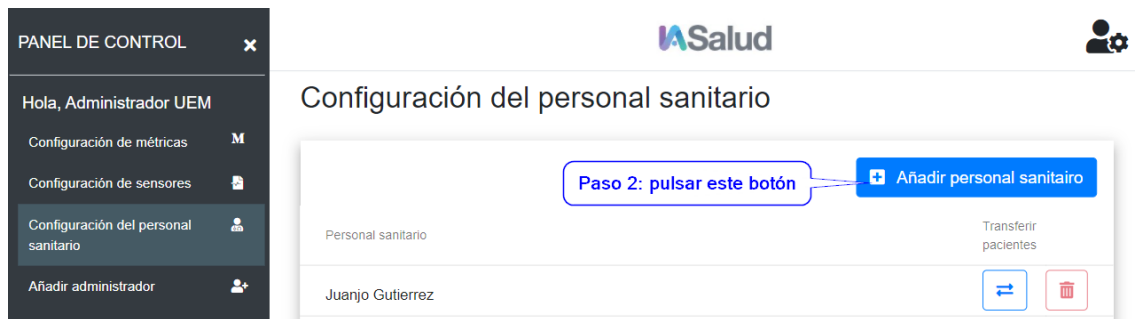 PANEL DE CONTROL
IASalud
Hola, Administrador UEM
Configuración de métricas M
Configuración de sensores
Configuración del personal
sanitario
Añadir administrador
Configuración del personal sanitario
Paso 2: pulsar este botón
Añadir personal sanitairo
Personal sanitario
Transferir
pacientes
Juanjo Gutierrez